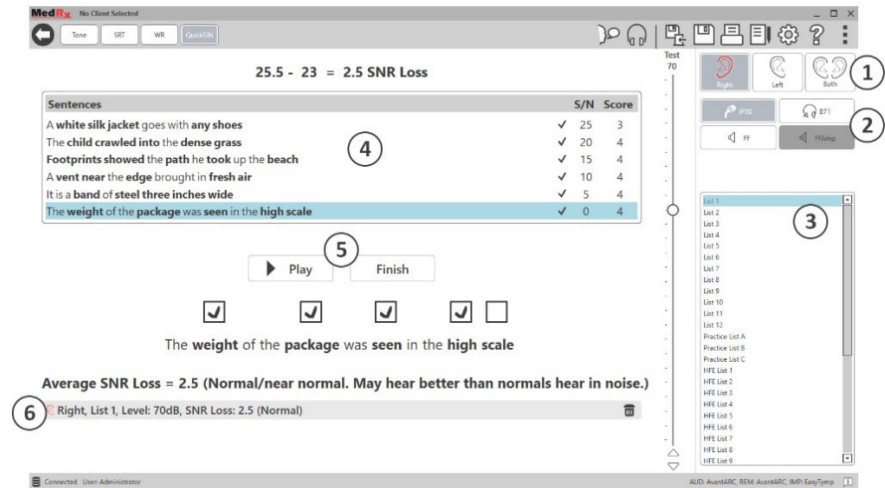 MedRx No Client Selected
Tone SRT WR QuickSIN
25.5 - 23 = 2.5 SNR Loss
Sentences S/N Score
A white silk jacket goes with any shoes ✓ 25 3
The child crawled into the dense grass ✓ 20 4
Footprints showed the path he took up the beach ✓ 15 4
A vent near the edge brought in fresh air ✓ 10 4
It is a band of steel three inches wide ✓ 5 4
The weight of the package was seen in the high scale ✓ 0 4
4
5
Play Finish
The weight of the package was seen in the high scale
Average SNR Loss = 2.5 (Normal/near normal. May hear better than normals hear in noise.)
6
Right, List 1, Level: 70dB, SNR Loss: 2.5 (Normal)
Test
70
Right Left Both
1
IP30 B71
2
FF FFAmp
3
List 1
List 2
List 3
List 4
List 5
List 6
List 7
List 8
List 9
List 10
List 11
List 12
Practice List A
Practice List B
Practice List C
HFE List 1
HFE List 2
HFE List 3
HFE List 4
HFE List 5
HFE List 6
HFE List 7
HFE List 8
HFE List 9
Connected User: Administrator
AUD: AvantARC, REM: AvantARC, IMP: EasyTymp